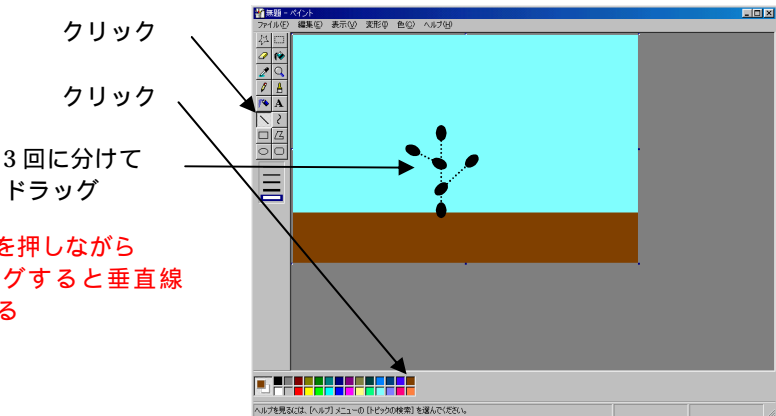 クリック
クリック
3 回に分けて
ドラッグ
を押しながら
グすると垂直線
る
無題 - ペイント
ファイル(F) 編集(E) 表示(V) 変形(I) 色(C) ヘルプ(H)
A
ヘルプを見るには、[ヘルプ] メニューの [トピックの検索] を選んでください。